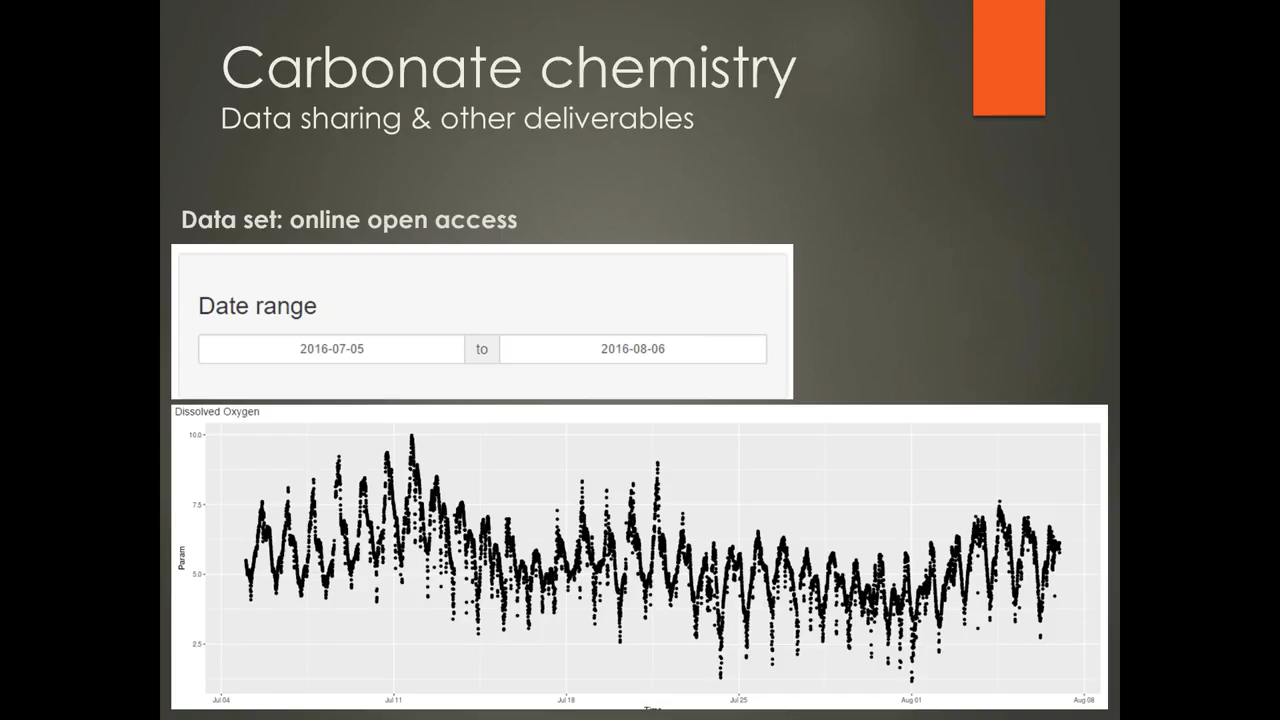 Carbonate chemistry
Data sharing & other deliverables
Data set: online open access
Date range
2016-07-05 to 2016-08-06
Dissolved Oxygen
10.0
7.5
5.0
2.5
Param
Jul 04 Jul 11 Jul 18 Jul 25 Aug 01 Aug 08
Time